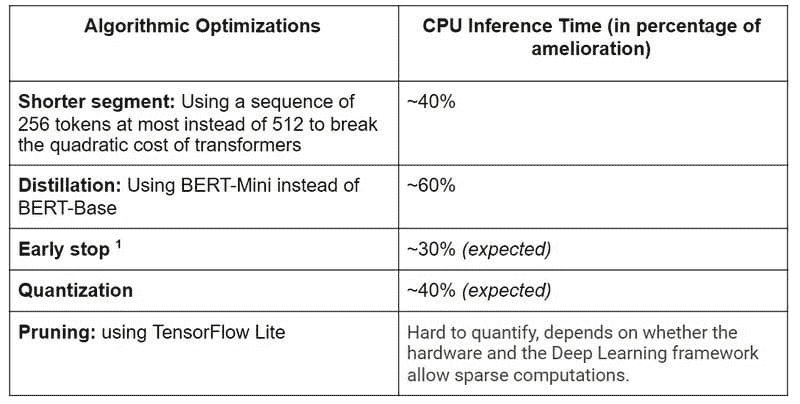 Algorithmic Optimizations
CPU Inference Time (in percentage of
amelioration)
Shorter segment: Using a sequence of
256 tokens at most instead of 512 to break
the quadratic cost of transformers
~40%
Distillation: Using BERT-Mini instead of
BERT-Base
~60%
Early stop ¹
~30% (expected)
Quantization
~40% (expected)
Pruning: using TensorFlow Lite
Hard to quantify, depends on whether the
hardware and the Deep Learning framework
allow sparse computations.